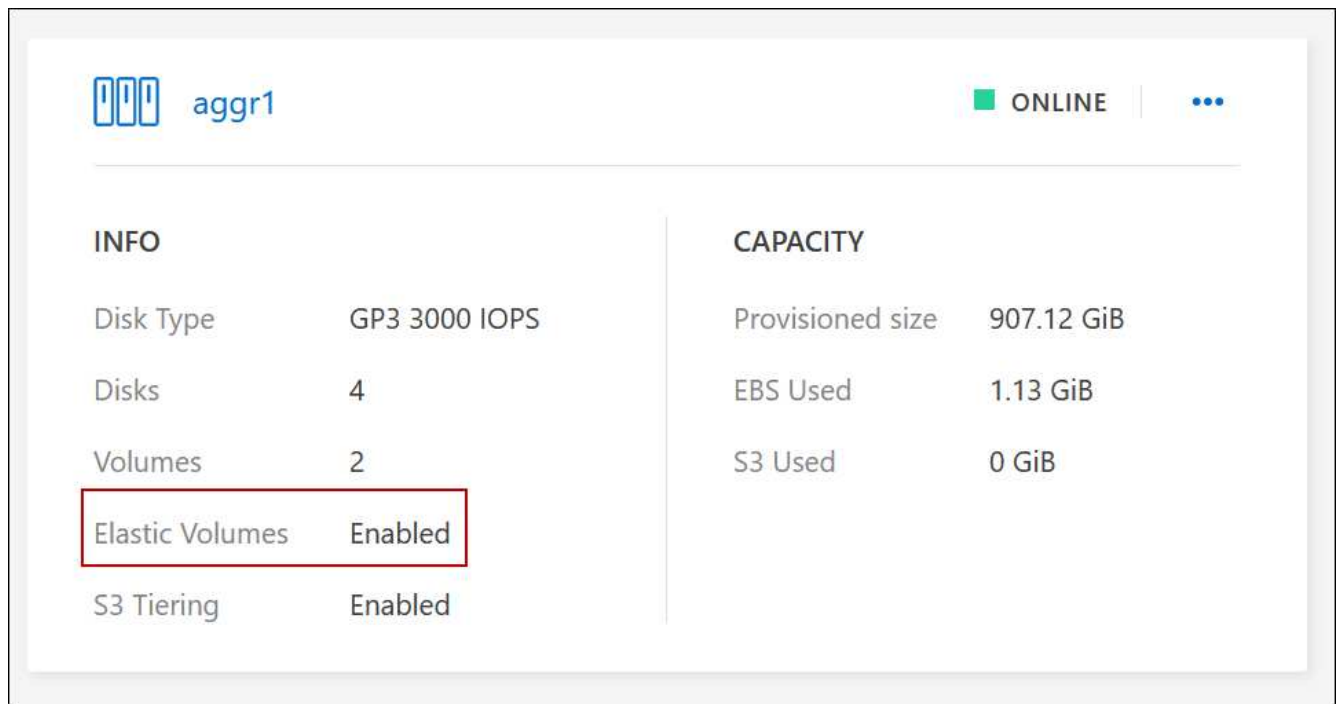 aggr1
ONLINE
INFO
Disk Type GP3 3000 IOPS
Disks 4
Volumes 2
Elastic Volumes Enabled
S3 Tiering Enabled
CAPACITY
Provisioned size 907.12 GiB
EBS Used 1.13 GiB
S3 Used 0 GiB